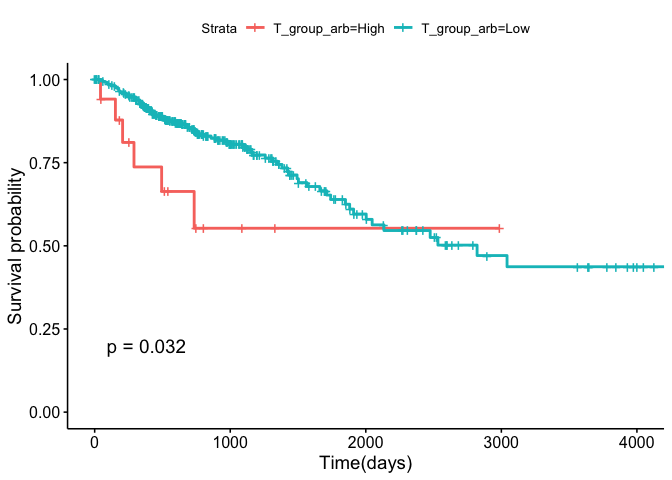 Strata T_group_arb=High T_group_arb=Low
Survival probability
1.00
0.75
0.50
0.25
0.00
p = 0.032
0 1000 2000 3000 4000
Time(days)